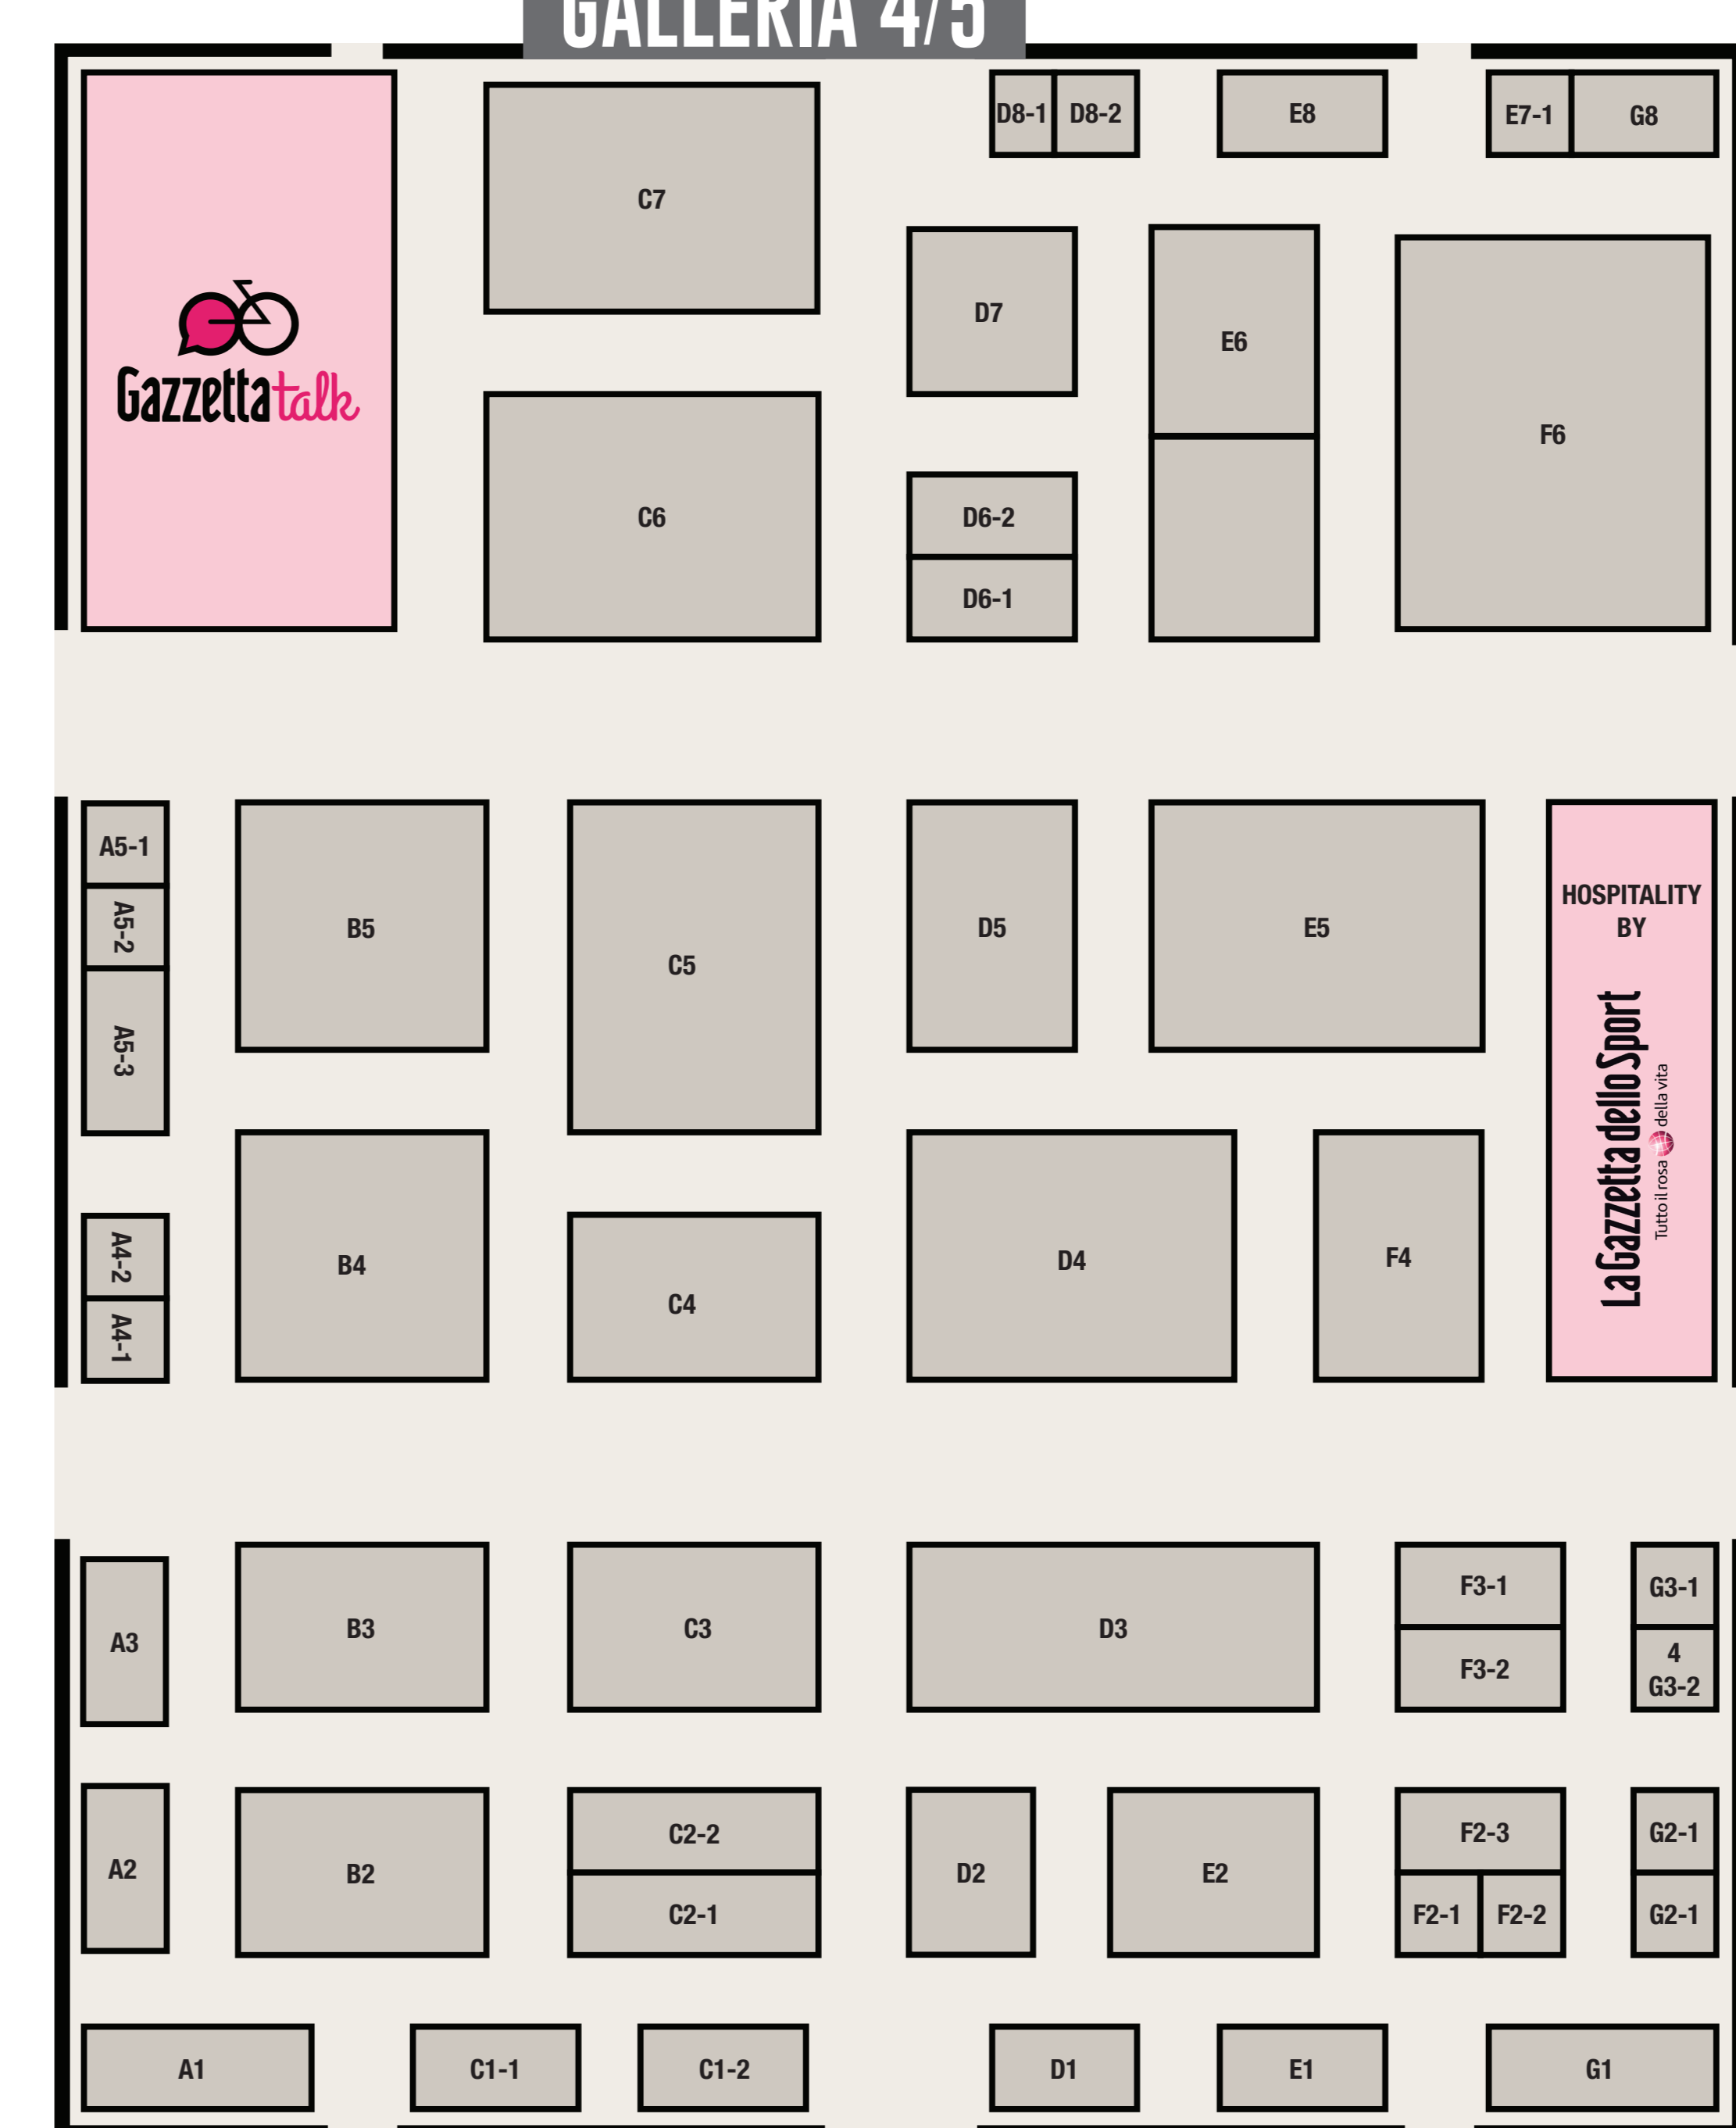 GALLERIA 4/5
D8-1
D8-2
E8
E7-1
G8
C7
D7
E6
F6
Gazzettatalk
C6
D6-2
D6-1
A5-1
A5-2
A5-3
B5
C5
D5
E5
HOSPITALITY
BY
La Gazzetta dello Sport
Tutto il rosa della vita
A4-2
A4-1
B4
C4
D4
F4
A3
B3
C3
D3
F3-1
F3-2
G3-1
4
G3-2
A2
B2
C2-2
C2-1
D2
E2
F2-3
F2-1
F2-2
G2-1
G2-1
A1
C1-1
C1-2
D1
E1
G1